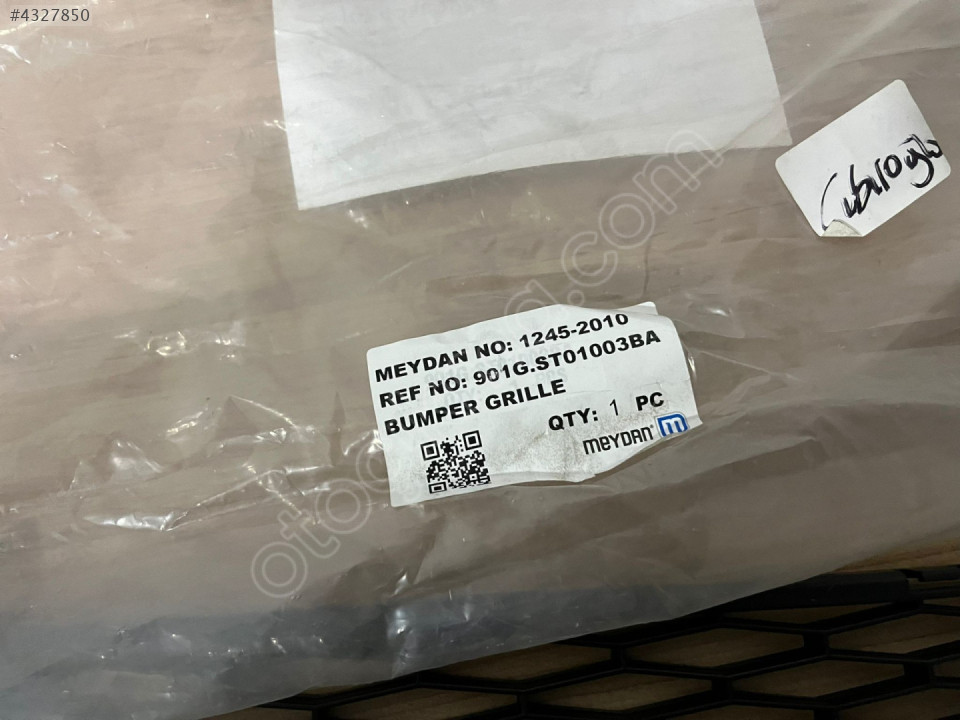 #4327850
MEYDAN NO: 1245-2010
REF NO: 901G.ST01003BA
BUMPER GRILLE
QTY: 1 PC
meYDAN